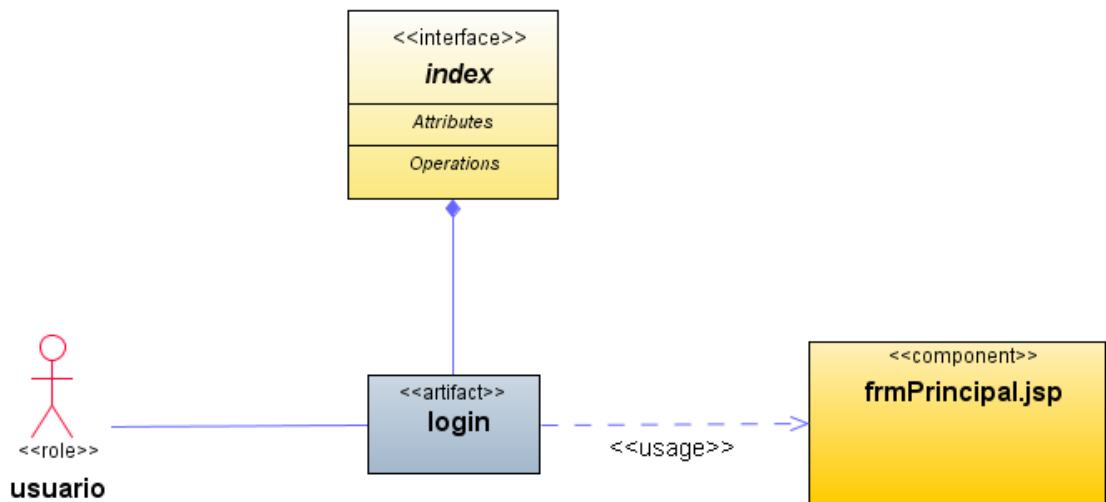 <<interface>>
index
Attributes
Operations
<<role>>
usuario
<<artifact>>
login
<<usage>>
<<component>>
frmPrincipal.jsp